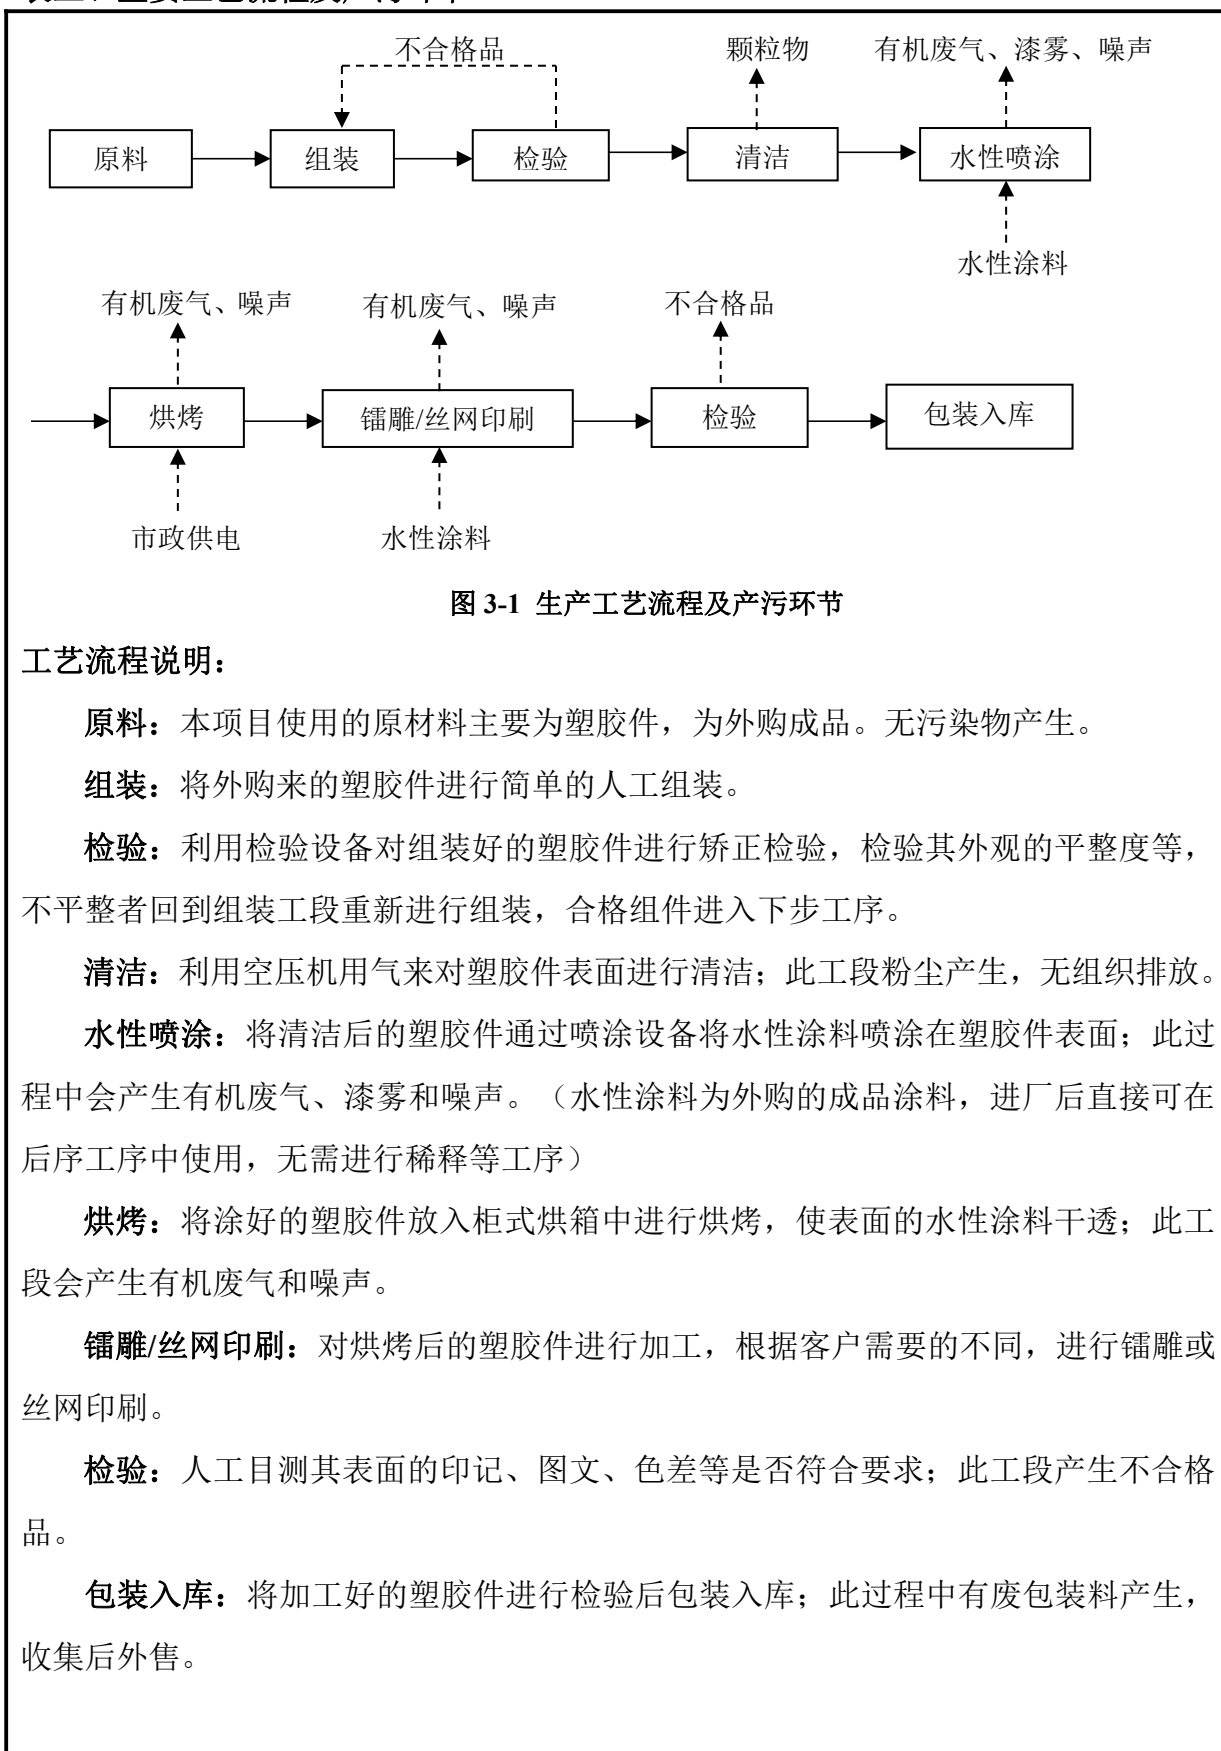 不合格品 颗粒物 有机废气、漆雾、噪声
原料 组装 检验 清洁 水性喷涂
水性涂料
有机废气、噪声 有机废气、噪声 不合格品
烘烤 镭雕/丝网印刷 检验 包装入库
市政供电 水性涂料
图 3-1 生产工艺流程及产污环节
工艺流程说明：
原料：本项目使用的原材料主要为塑胶件，为外购成品。无污染物产生。
组装：将外购来的塑胶件进行简单的人工组装。
检验：利用检验设备对组装好的塑胶件进行矫正检验，检验其外观的平整度等，
不平整者回到组装工段重新进行组装，合格组件进入下步工序。
清洁：利用空压机用气来对塑胶件表面进行清洁；此工段粉尘产生，无组织排放。
水性喷涂：将清洁后的塑胶件通过喷涂设备将水性涂料喷涂在塑胶件表面；此过
程中会产生有机废气、漆雾和噪声。（水性涂料为外购的成品涂料，进厂后直接可在
后序工序中使用，无需进行稀释等工序）
烘烤：将涂好的塑胶件放入柜式烘箱中进行烘烤，使表面的水性涂料干透；此工
段会产生有机废气和噪声。
镭雕/丝网印刷：对烘烤后的塑胶件进行加工，根据客户需要的不同，进行镭雕或
丝网印刷。
检验：人工目测其表面的印记、图文、色差等是否符合要求；此工段产生不合格
品。
包装入库：将加工好的塑胶件进行检验后包装入库；此过程中有废包装料产生，
收集后外售。